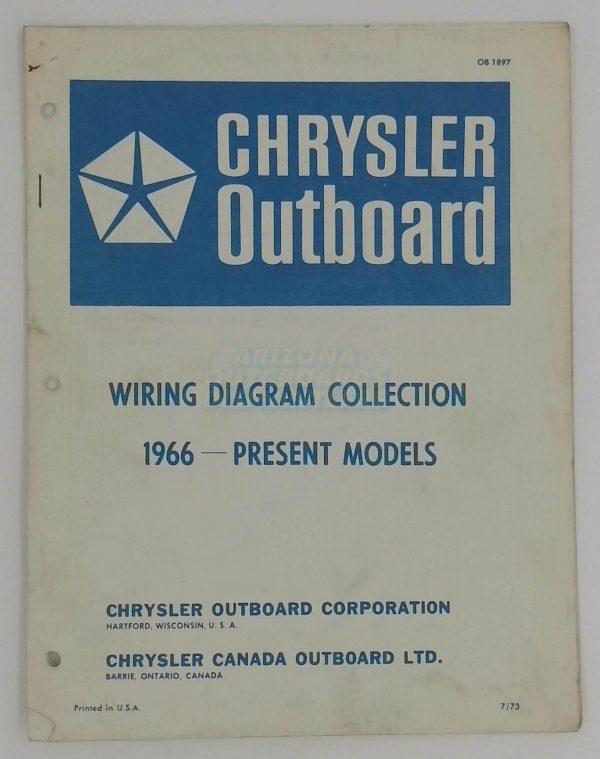 OB 1897
CHRYSLER
Outboard
ARIZONA
OUTBOARDS
WIRING DIAGRAM COLLECTION
1966 — PRESENT MODELS
CHRYSLER OUTBOARD CORPORATION
HARTFORD, WISCONSIN, U. S. A.
CHRYSLER CANADA OUTBOARD LTD.
BARRIE, ONTARIO, CANADA
Printed in U.S.A.
7/73